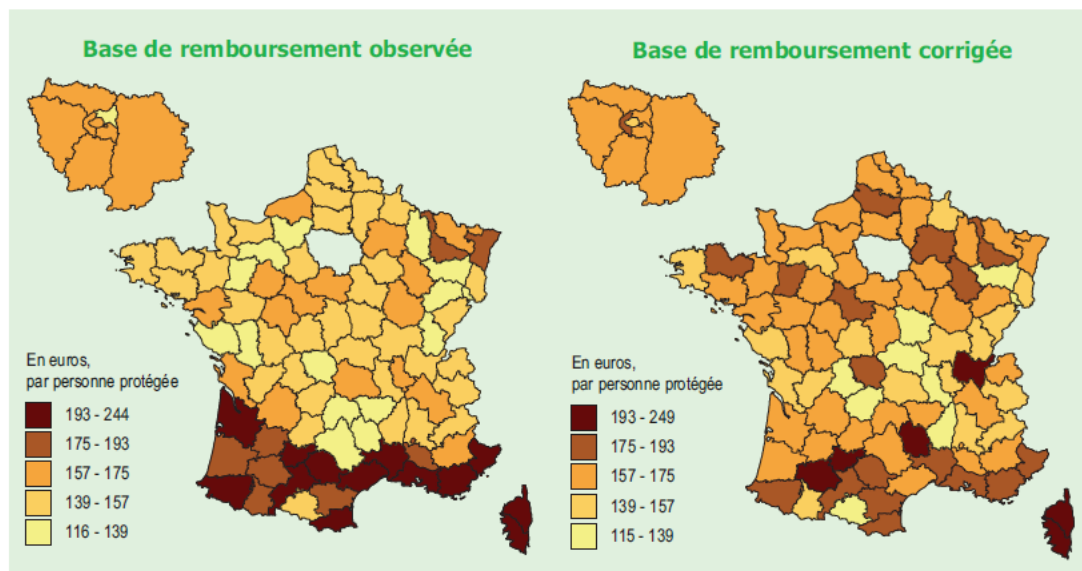 Base de remboursement observée
Base de remboursement corrigée
En euros,
par personne protégée
193 - 244
175 - 193
157 - 175
139 - 157
116 - 139
En euros,
par personne protégée
193 - 249
175 - 193
157 - 175
139 - 157
115 - 139